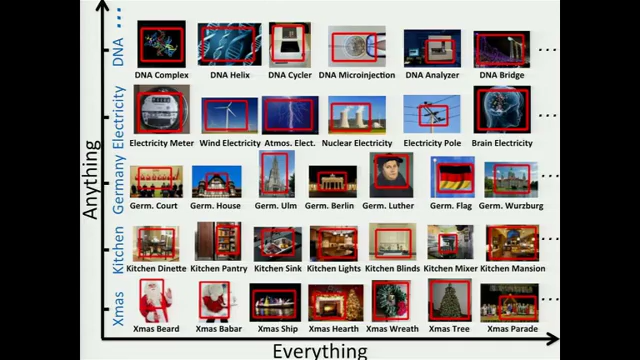 DNA
DNA Complex DNA Helix DNA Cycler DNA Microinjection DNA Analyzer DNA Bridge
Electricity
Electricity Meter Wind Electricity Atmos. Elect. Nuclear Electricity Electricity Pole Brain Electricity
Anything
Germany
Germ. Court Germ. House Germ. Ulm Germ. Berlin Germ. Luther Germ. Flag Germ. Wurzburg
Kitchen
Kitchen Dinette Kitchen Pantry Kitchen Sink Kitchen Lights Kitchen Blinds Kitchen Mixer Kitchen Mansion
Xmas
Xmas Beard Xmas Babar Xmas Ship Xmas Hearth Xmas Wreath Xmas Tree Xmas Parade
Everything